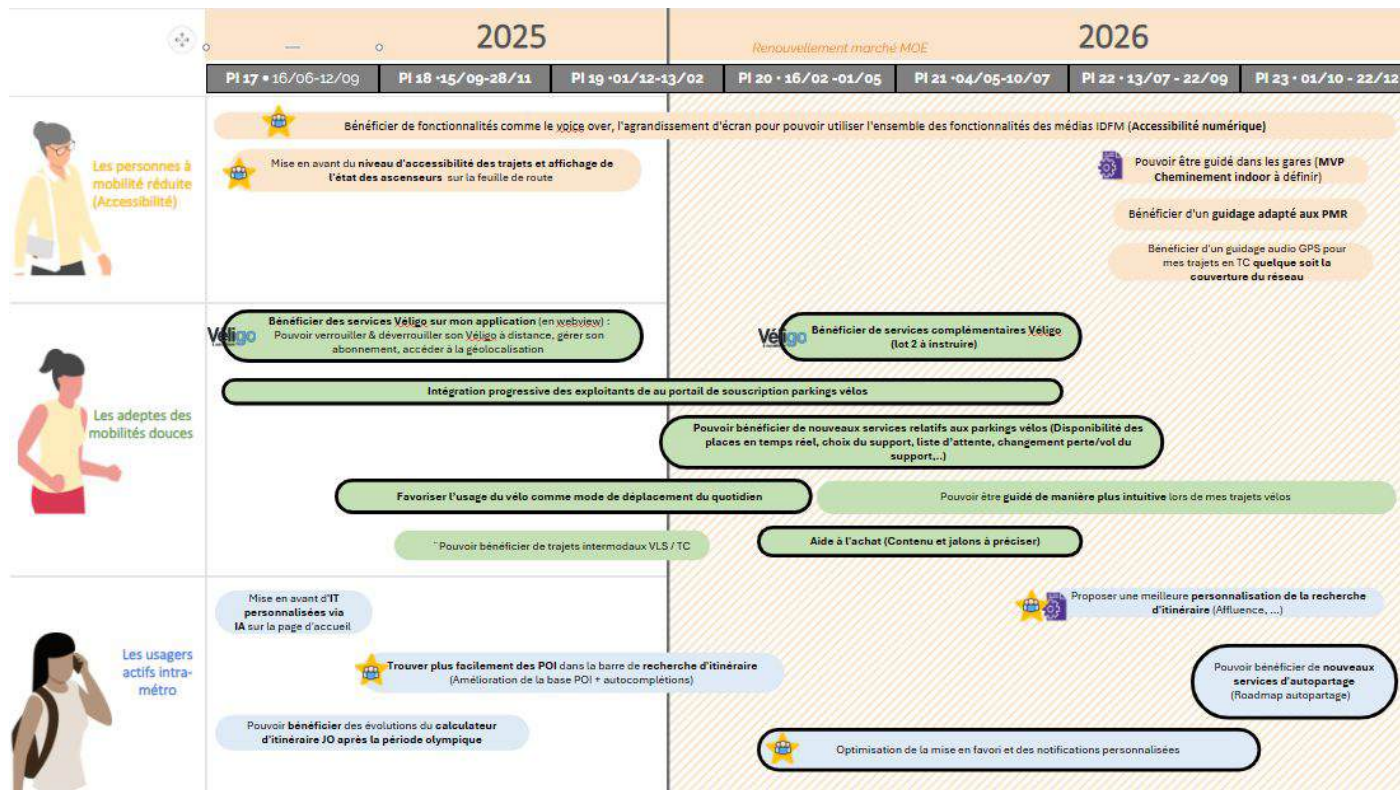 2025
2026
Renouvellement marché MOE
PI 17 • 16/06-12/09
PI 18 •15/09-28/11
PI 19 •01/12-13/02
PI 20 • 16/02 -01/05
PI 21 •04/05-10/07
PI 22 • 13/07 - 22/09
PI 23 • 01/10 - 22/12
Les personnes à
mobilité réduite
(Accessibilité)
Bénéficier de fonctionnalités comme le voice over, l'agrandissement d'écran pour pouvoir utiliser l'ensemble des fonctionnalités des médias IDFM (Accessibilité numérique)
Mise en avant du niveau d'accessibilité des trajets et affichage de
l'état des ascenseurs sur la feuille de route
Pouvoir être guidé dans les gares (MVP
Cheminement indoor à définir)
Bénéficier d'un guidage adapté aux PMR
Bénéficier d'un guidage audio GPS pour
mes trajets en TC quelque soit la
couverture du réseau
Les adeptes des
mobilités douces
Véligo
Bénéficier des services Véligo sur mon application (en webview) :
Pouvoir verrouiller & déverrouiller son Véligo à distance, gérer son
abonnement, accéder à la géolocalisation
Véligo
Bénéficier de services complémentaires Véligo
(lot 2 à instruire)
Intégration progressive des exploitants de au portail de souscription parkings vélos
Pouvoir bénéficier de nouveaux services relatifs aux parkings vélos (Disponibilité des
places en temps réel, choix du support, liste d'attente, changement perte/vol du
support,..)
Favoriser l'usage du vélo comme mode de déplacement du quotidien
Pouvoir être guidé de manière plus intuitive lors de mes trajets vélos
¨Pouvoir bénéficier de trajets intermodaux VLS / TC
Aide à l'achat (Contenu et jalons à préciser)
Les usagers
actifs intra-
métro
Mise en avant d'IT
personnalisées via
IA sur la page d'accueil
Proposer une meilleure personnalisation de la recherche
d'itinéraire (Affluence, ...)
Trouver plus facilement des POI dans la barre de recherche d'itinéraire
(Amélioration de la base POI + autocomplétions)
Pouvoir bénéficier de nouveaux
services d'autopartage
(Roadmap autopartage)
Pouvoir bénéficier des évolutions du calculateur
d'itinéraire JO après la période olympique
Optimisation de la mise en favori et des notifications personnalisées